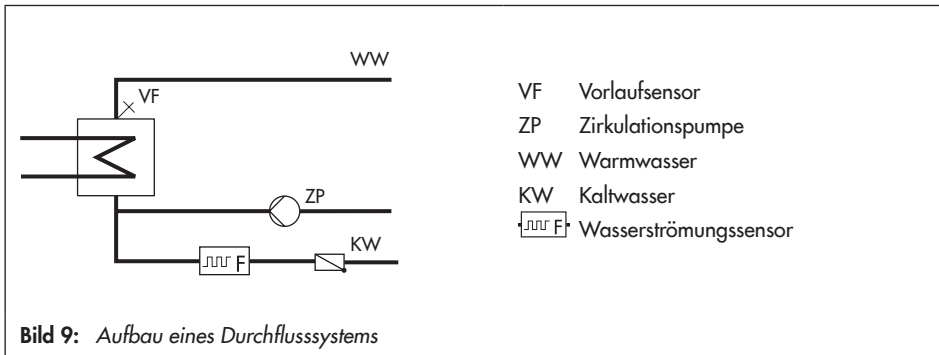 WW
VF
ZP
KW
F
VF Vorlaufsensor
ZP Zirkulationspumpe
WW Warmwasser
KW Kaltwasser
F Wasserströmungssensor
Bild 9: Aufbau eines Durchflusssystems